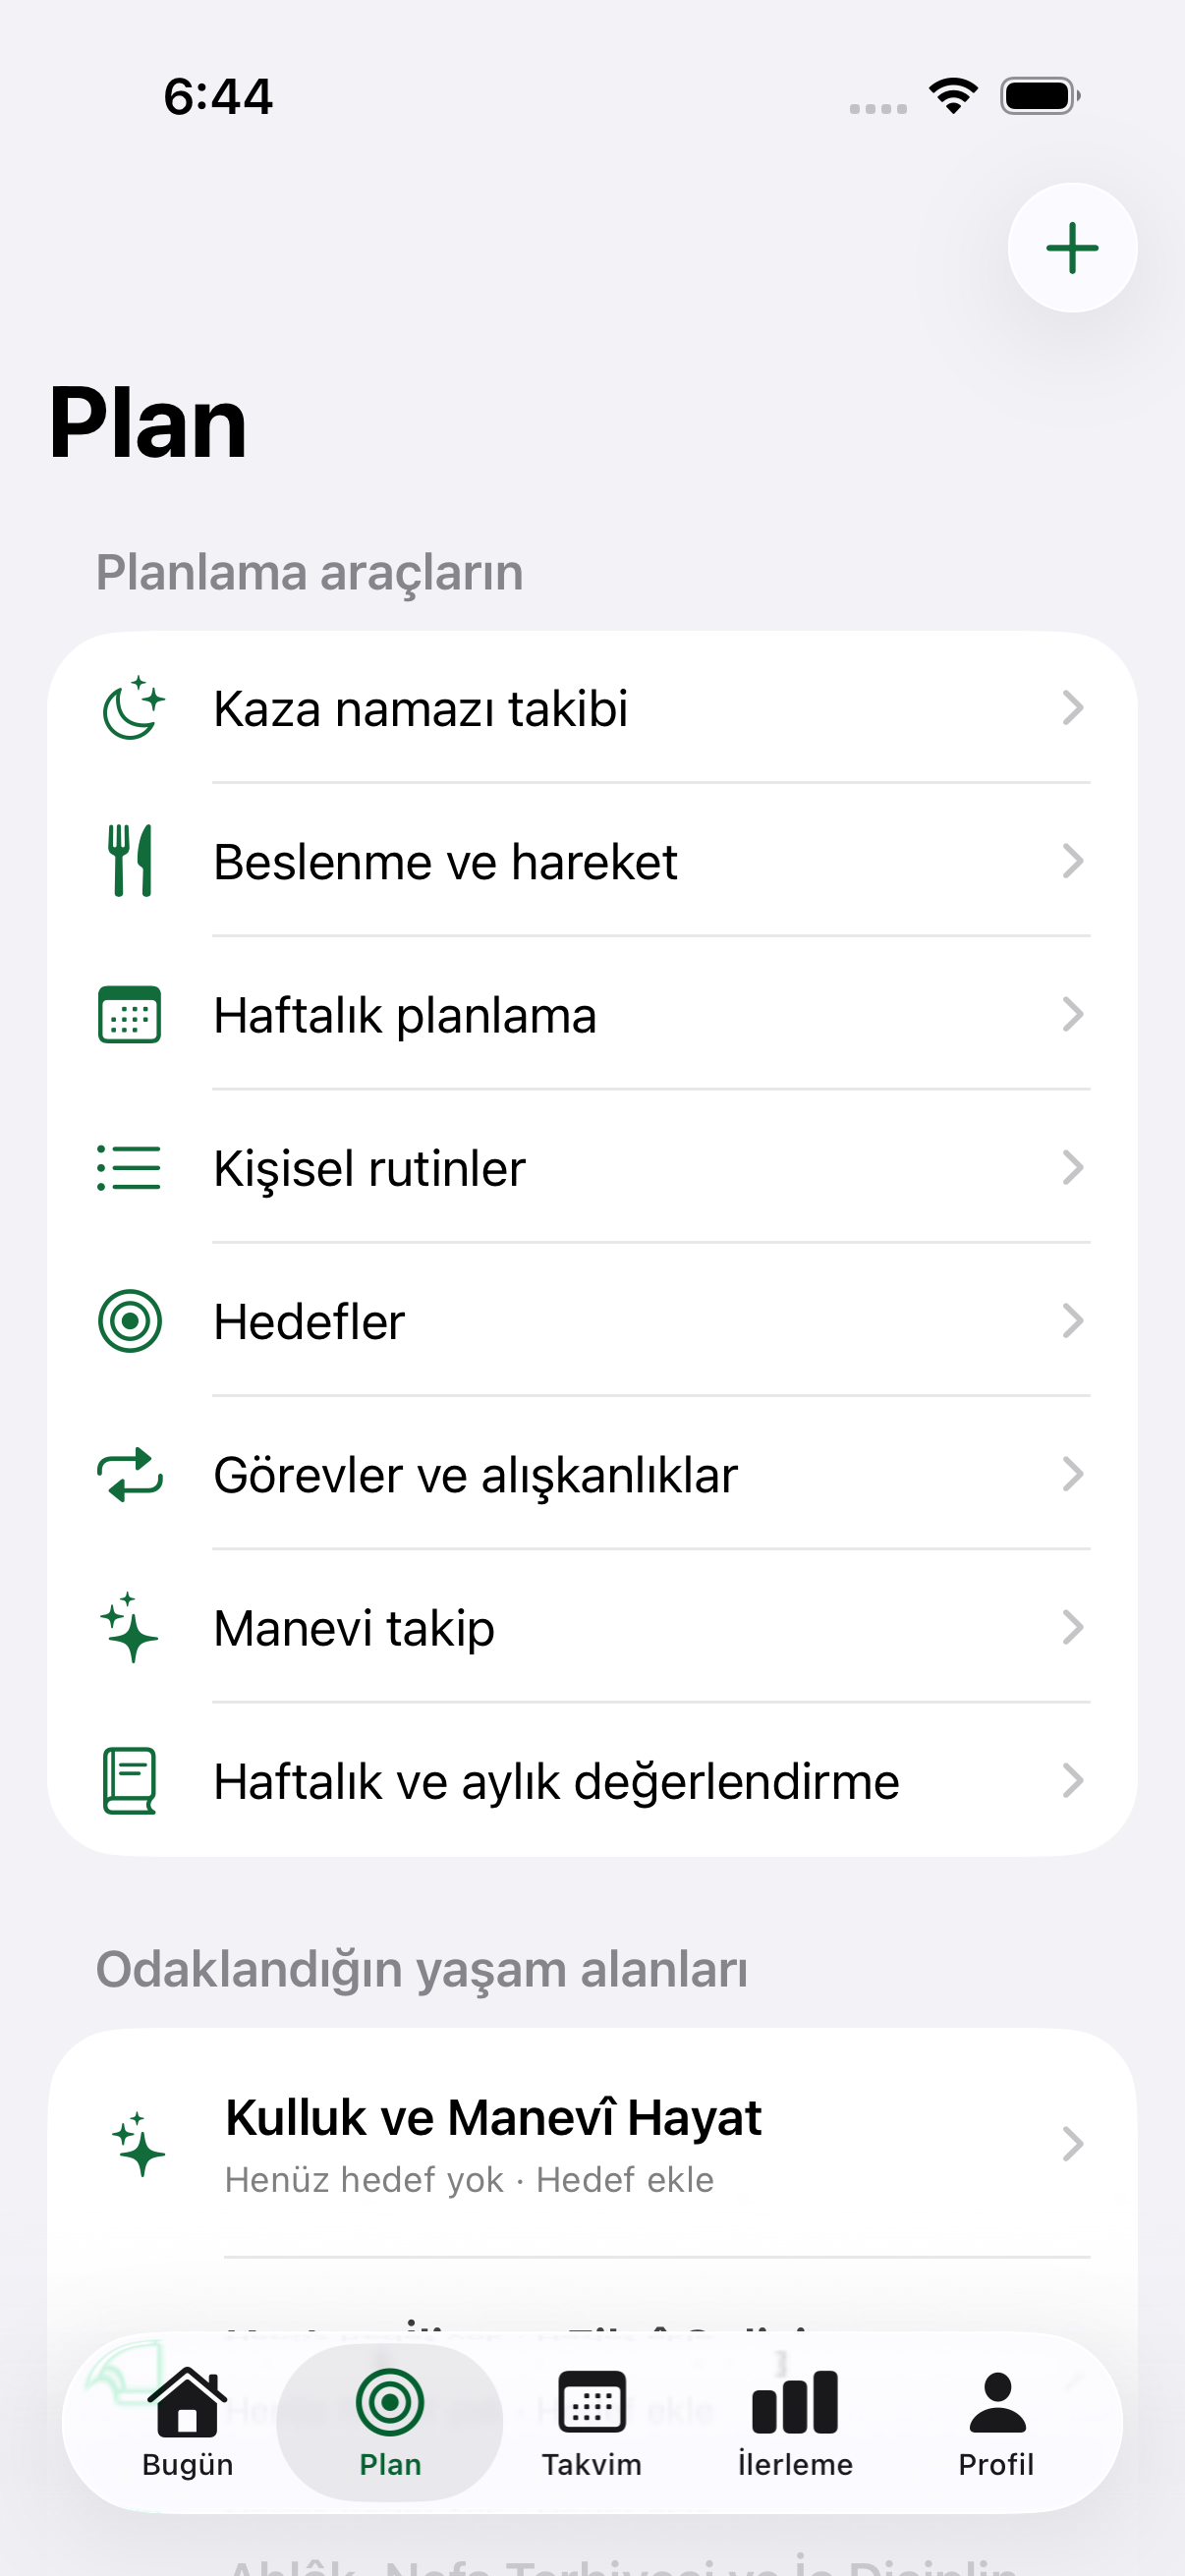 6:44
Plan
Planlama araçların
Kaza namazı takibi
Beslenme ve hareket
Haftalık planlama
Kişisel rutinler
Hedefler
Görevler ve alışkanlıklar
Manevi takip
Haftalık ve aylık değerlendirme
Odaklandığın yaşam alanları
Kulluk ve Manevî Hayat
Henüz hedef yok · Hedef ekle
Bugün
Plan
Takvim
İlerleme
Profil